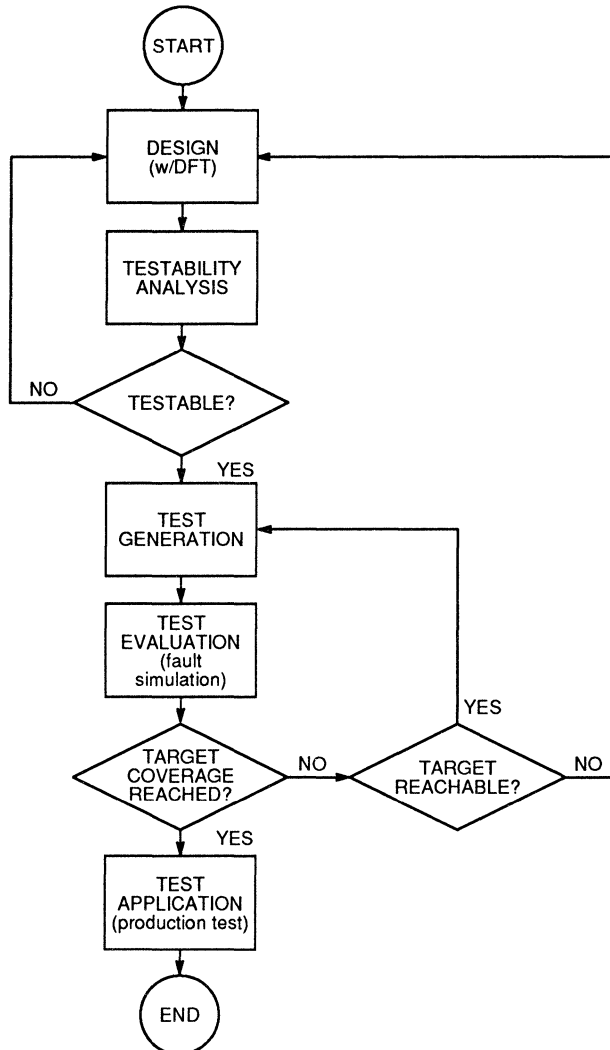 START
DESIGN
(w/DFT)
TESTABILITY
ANALYSIS
NO
TESTABLE?
YES
TEST
GENERATION
TEST
EVALUATION
(fault
simulation)
YES
TARGET
COVERAGE
REACHED?
NO
TARGET
REACHABLE?
NO
YES
TEST
APPLICATION
(production test)
END